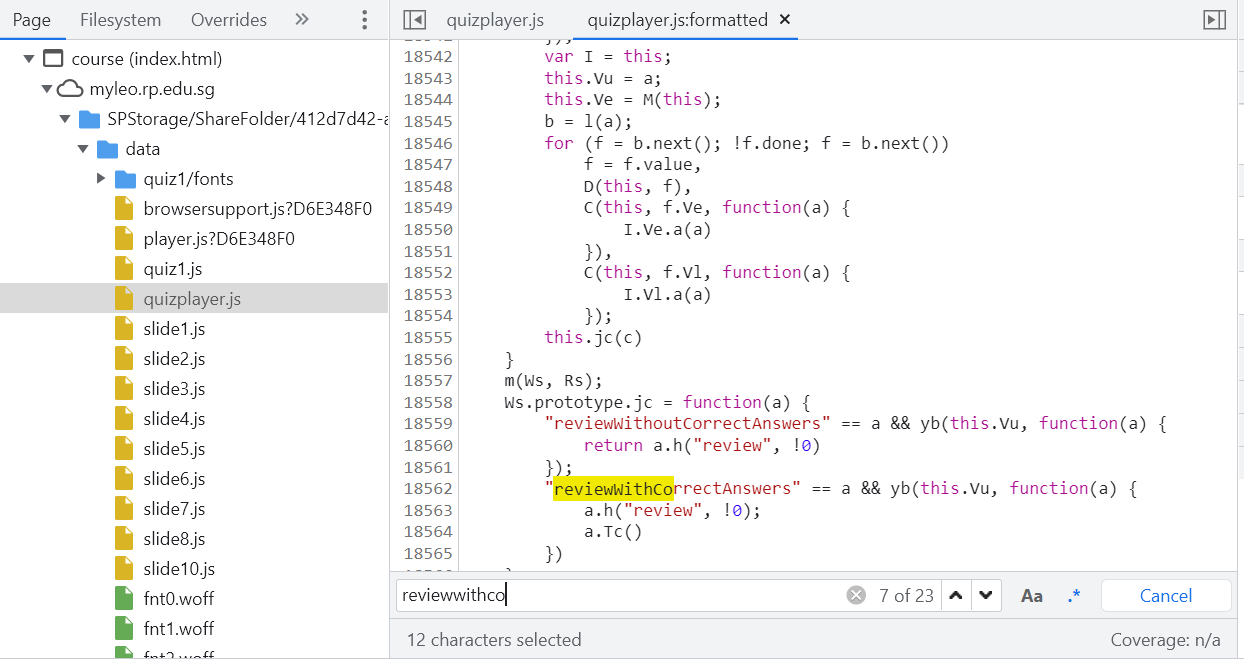 Page Filesystem Overrides » quizplayer.js quizplayer.js:formatted ×
course (index.html)
myleo.rp.edu.sg
SPStorage/ShareFolder/412d7d42-a
data
quiz1/fonts
browsersupport.js?D6E348F0
player.js?D6E348F0
quiz1.js
quizplayer.js
slide1.js
slide2.js
slide3.js
slide4.js
slide5.js
slide6.js
slide7.js
slide8.js
slide10.js
fnt0.woff
fnt1.woff
fnt2.woff
18542 var I = this;
18543 this.Vu = a;
18544 this.Ve = M(this);
18545 b = l(a);
18546 for (f = b.next(); !f.done; f = b.next())
18547 f = f.value,
18548 D(this, f),
18549 C(this, f.Ve, function(a) {
18550 I.Ve.a(a)
18551 }),
18552 C(this, f.Vl, function(a) {
18553 I.Vl.a(a)
18554 });
18555 this.jc(c)
18556 }
18557 m(Ws, Rs);
18558 Ws.prototype.jc = function(a) {
18559 "reviewWithoutCorrectAnswers" == a && yb(this.Vu, function(a) {
18560 return a.h("review", !0)
18561 });
18562 "reviewWithCorrectAnswers" == a && yb(this.Vu, function(a) {
18563 a.h("review", !0);
18564 a.Tc()
18565 })
reviewwithco 7 of 23 Aa .* Cancel
12 characters selected Coverage: n/a